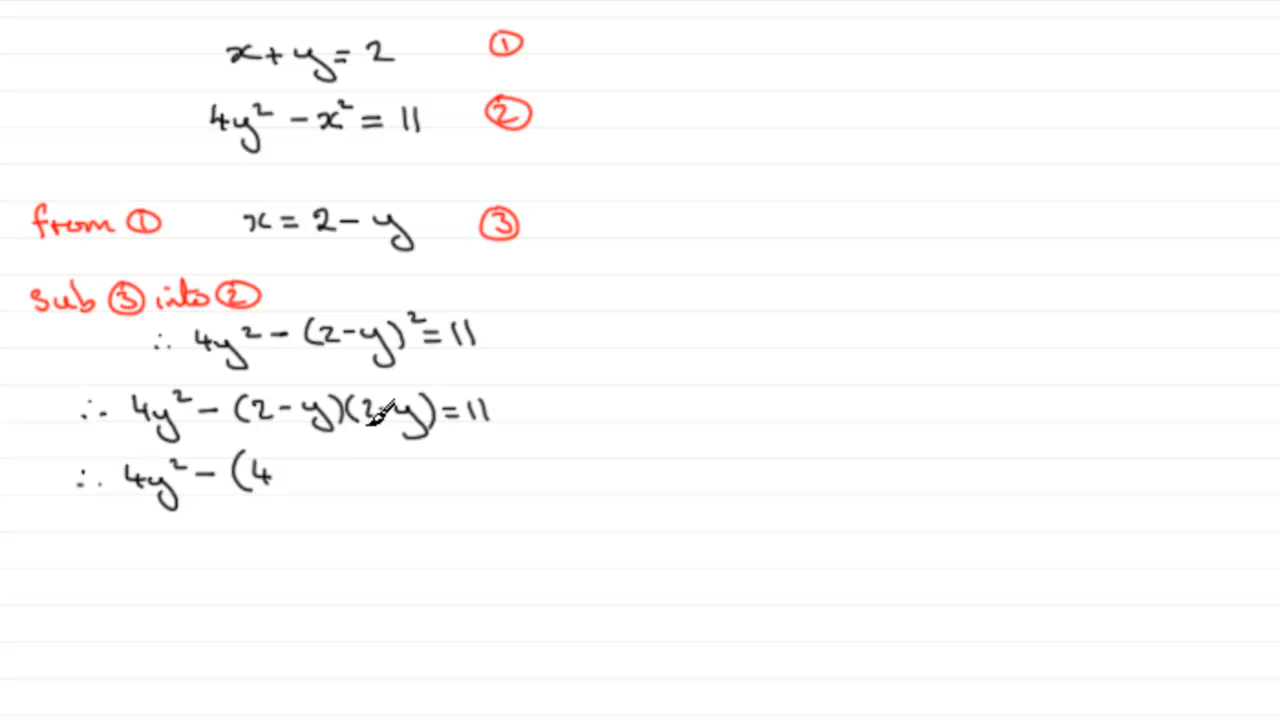 x + y = 2 ①
4y² − x² = 11 ②
from ① x = 2 − y ③
sub ③ into ②
∴ 4y² − (2 − y)² = 11
∴ 4y² − (2 − y)(2 − y) = 11
∴ 4y² − (4